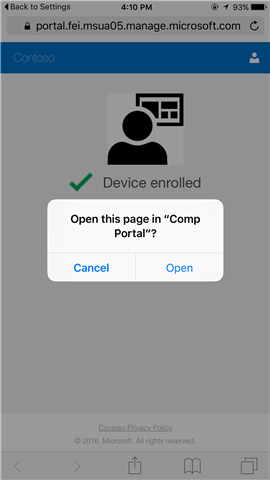 Back to Settings 4:10 PM 93%
portal.fei.msua05.manage.microsoft.com
Contoso
Device enrolled
Open this page in “Comp
Portal”?
Cancel Open
Contoso Privacy Policy
© 2016, Microsoft. All rights reserved.